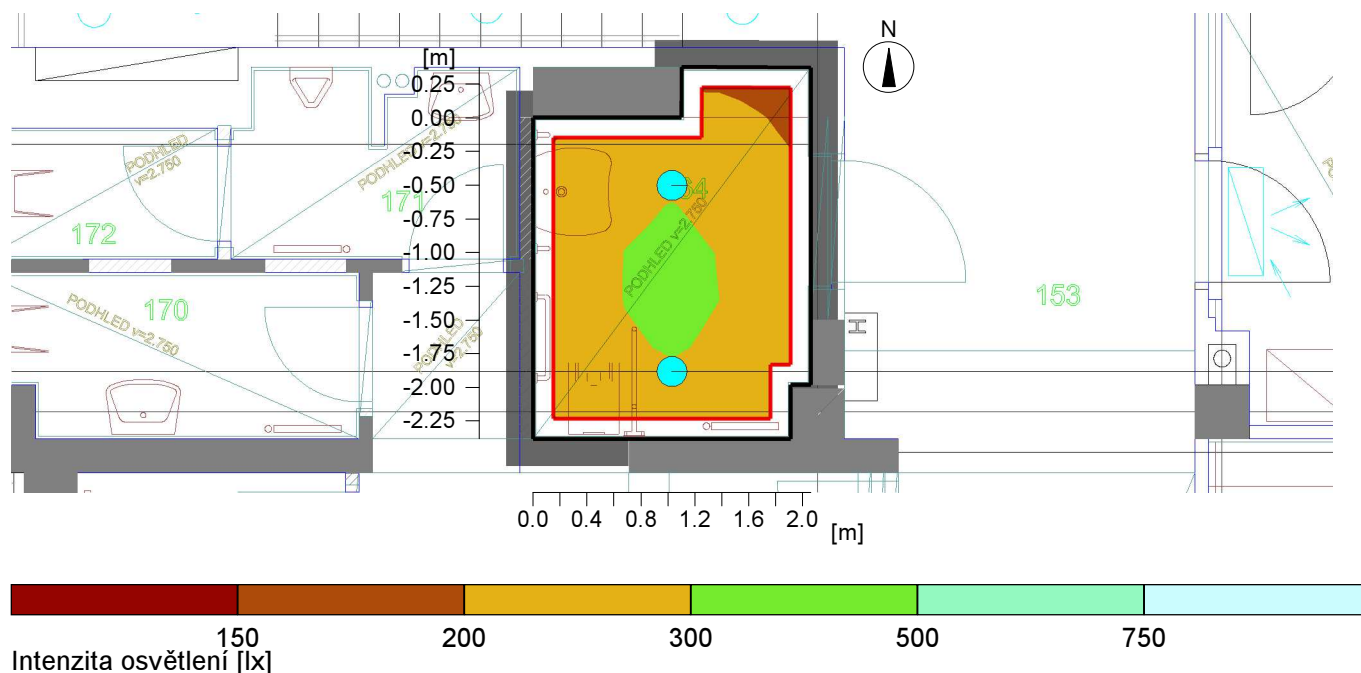 [m]
N
0.25
0.00
-0.25
-0.50
-0.75
-1.00
-1.25
-1.50
-1.75
-2.00
-2.25
PODHLED
v=2.750
PODHLED v=2.750
171
172
64
PODHLED v=2.750
170
PODHLED v=2.750
PODHLED
v=2.750
153
H
0.0 0.4 0.8 1.2 1.6 2.0
[m]
150 200 300 500 750
Intenzita osvětlení [lx]